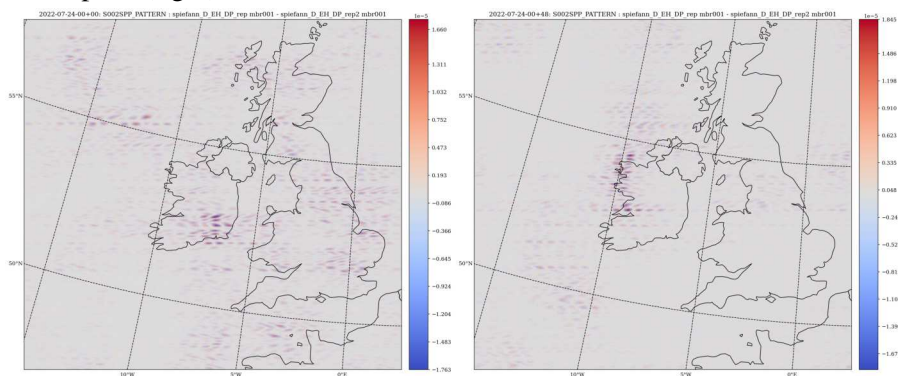 2022-07-24-00+00: S002SPP_PATTERN : spiefann_D_EH_DP_rep mbr001 - spiefann_D_EH_DP_rep2 mbr001
1e−5
1.660
1.311
1.032
0.752
0.473
0.193
−0.086
−0.366
−0.645
−0.924
−1.204
−1.483
−1.763
55°N
50°N
10°W
5°W
0°E
2022-07-24-00+48: S002SPP_PATTERN : spiefann_D_EH_DP_rep mbr001 - spiefann_D_EH_DP_rep2 mbr001
1e−5
1.645
1.498
1.198
0.910
0.623
0.335
0.048
−0.24
−0.52
−0.81
−1.10
−1.39
−1.67
55°N
50°N
10°W
5°W
0°E